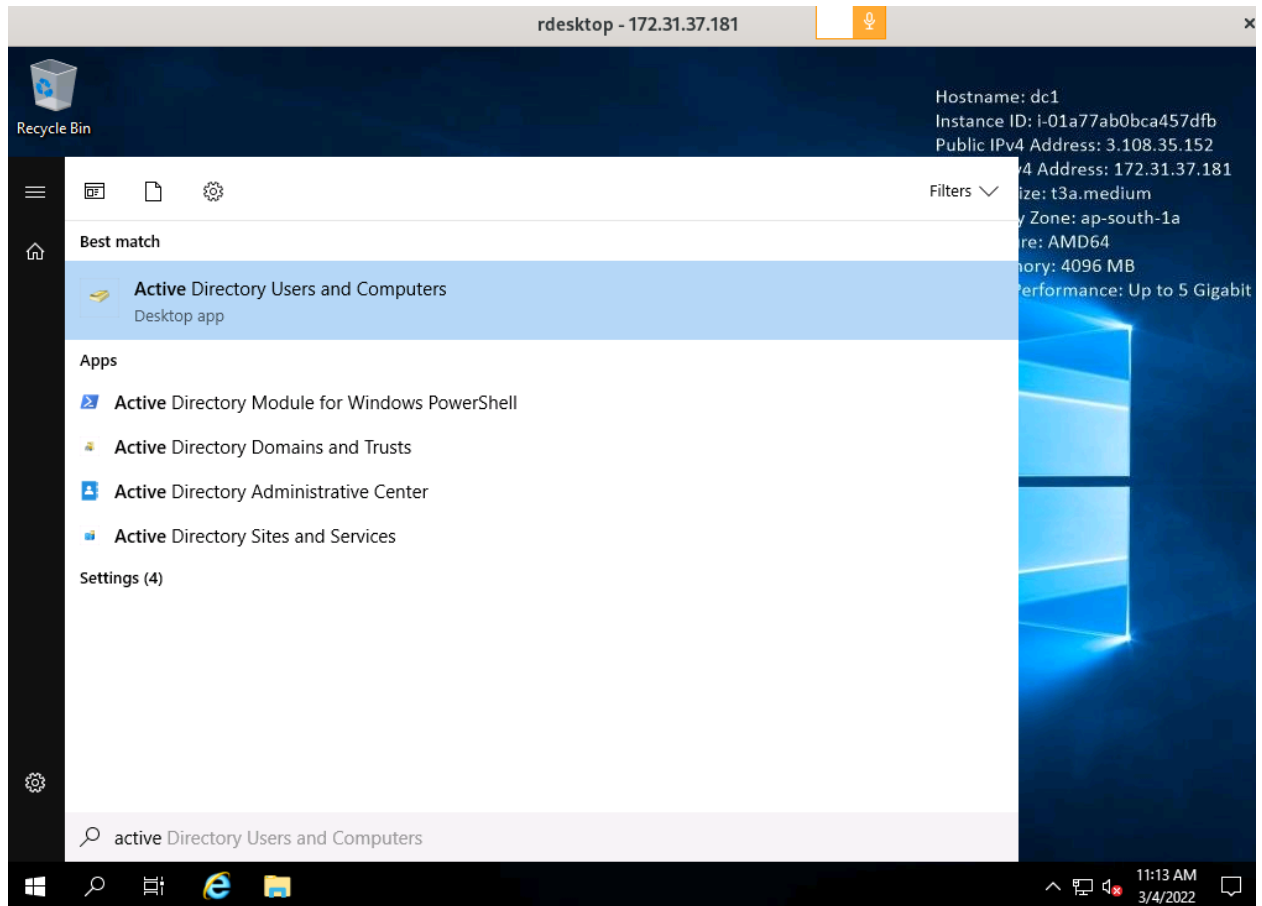 rdesktop - 172.31.37.181
Recycle Bin
Hostname: dc1
Instance ID: i-01a77ab0bca457dfb
Public IPv4 Address: 3.108.35.152
v4 Address: 172.31.37.181
ize: t3a.medium
y Zone: ap-south-1a
re: AMD64
ory: 4096 MB
Performance: Up to 5 Gigabit
Filters
Best match
Active Directory Users and Computers
Desktop app
Apps
Active Directory Module for Windows PowerShell
Active Directory Domains and Trusts
Active Directory Administrative Center
Active Directory Sites and Services
Settings (4)
active Directory Users and Computers
11:13 AM
3/4/2022